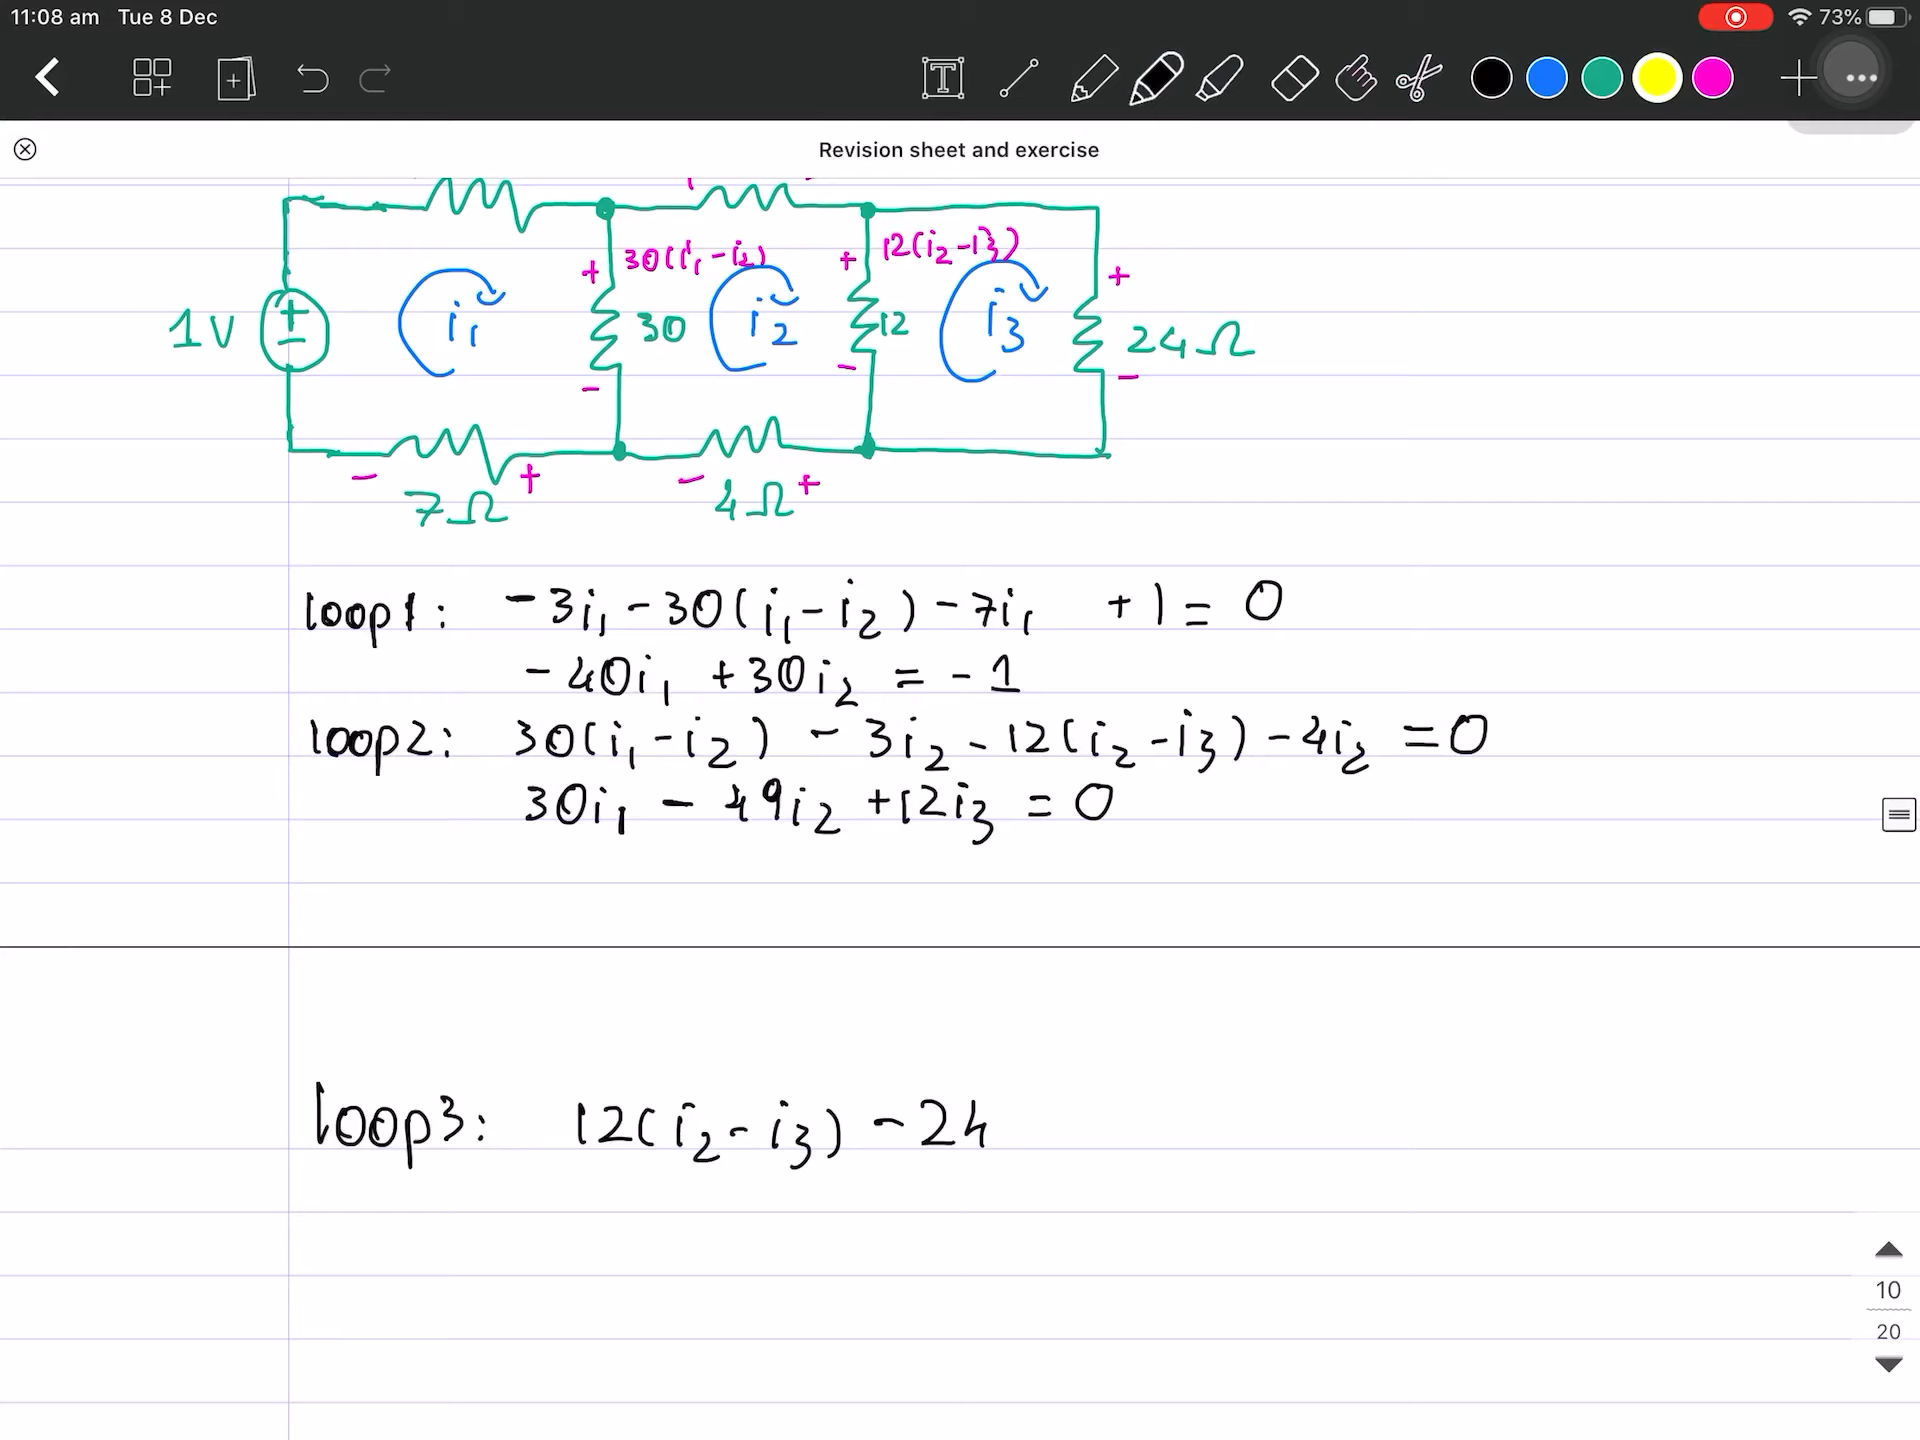 11:08 am Tue 8 Dec 73%
T
Revision sheet and exercise
30(i₁-i₂) 12(i₂-i₃)
+ + +
1V + - i₁ 30 i₂ 12 i₃ 24Ω
- - -
- + - +
7Ω 4Ω
loop1: -3i₁-30(i₁-i₂)-7i₁ +1=0
-40i₁ +30i₂ = -1
loop2: 30(i₁-i₂) -3i₂-12(i₂-i₃)-4i₂ =0
30i₁ - 49i₂ +12i₃ = 0
loop3: 12(i₂-i₃) -24
10
20